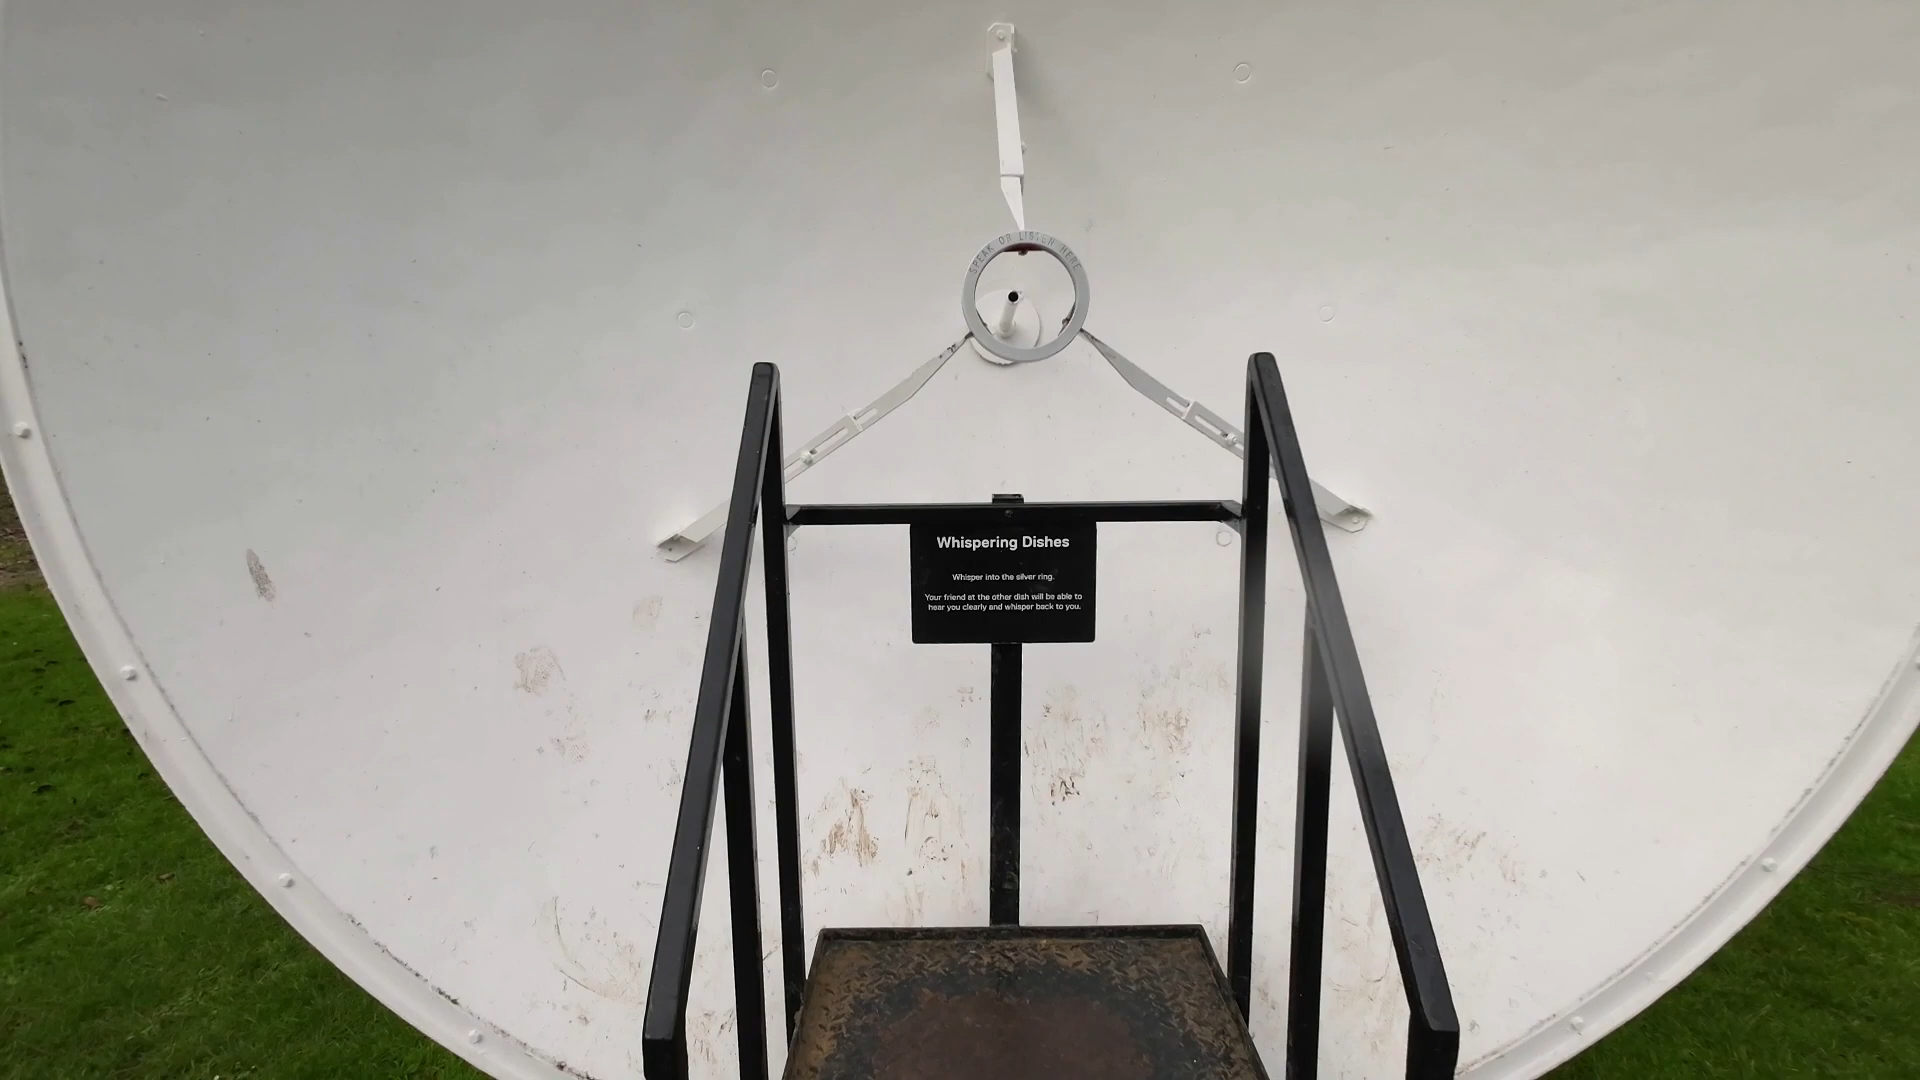 SPEAK OR LISTEN HERE
Whispering Dishes
Whisper into the silver ring.
Your friend at the other dish will be able to
hear you clearly and whisper back to you.